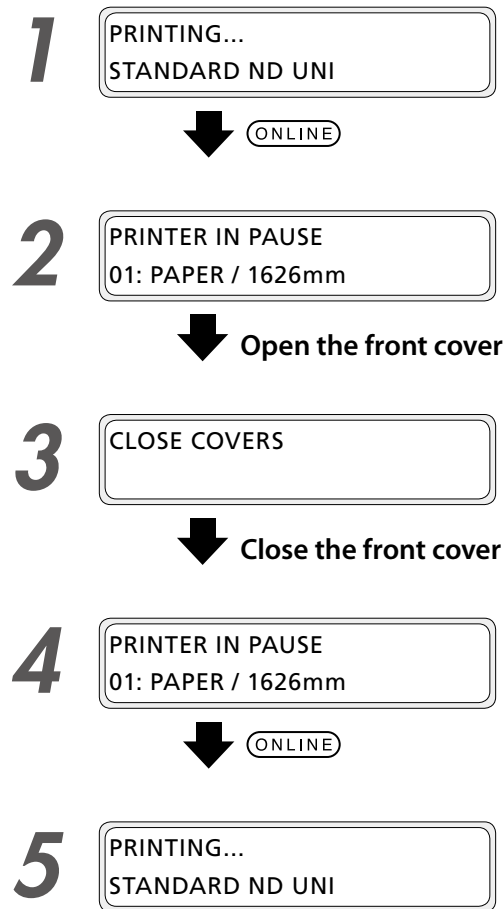 1
PRINTING...
STANDARD ND UNI
ONLINE
2
PRINTER IN PAUSE
01: PAPER / 1626mm
Open the front cover
3
CLOSE COVERS
Close the front cover
4
PRINTER IN PAUSE
01: PAPER / 1626mm
ONLINE
5
PRINTING...
STANDARD ND UNI